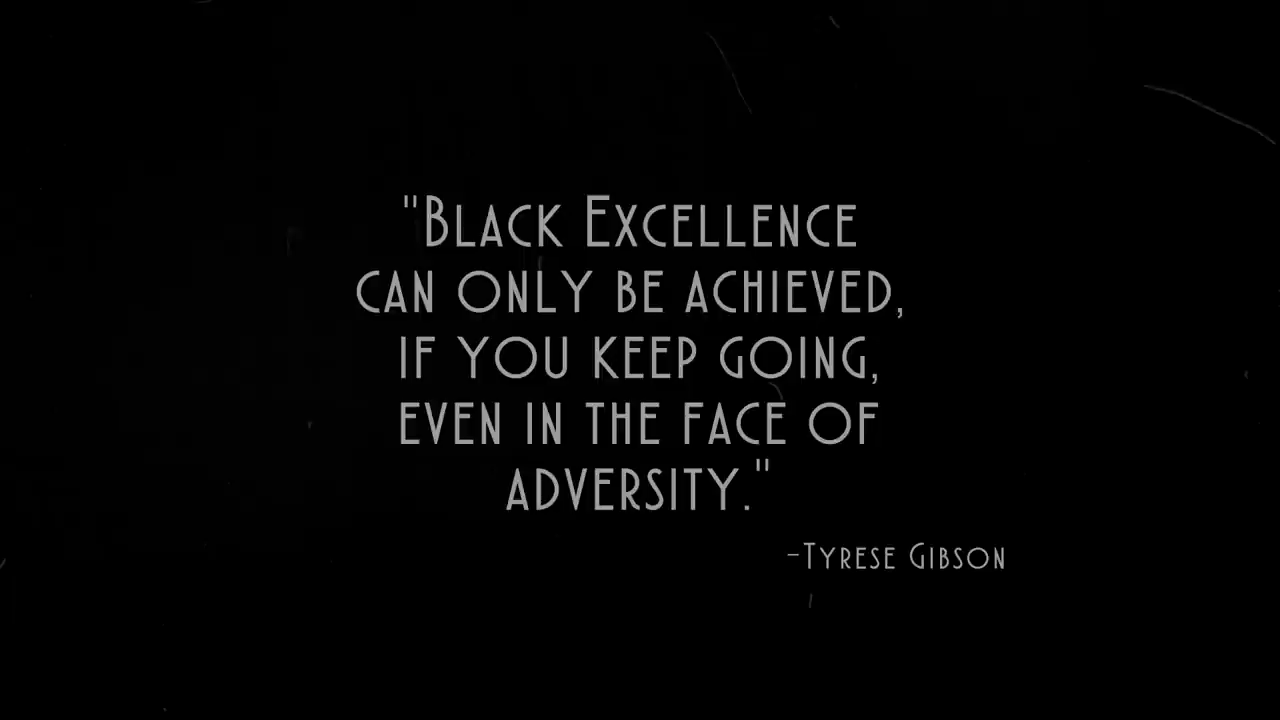 "Black Excellence
can only be achieved,
if you keep going,
even in the face of
adversity."
-Tyrese Gibson